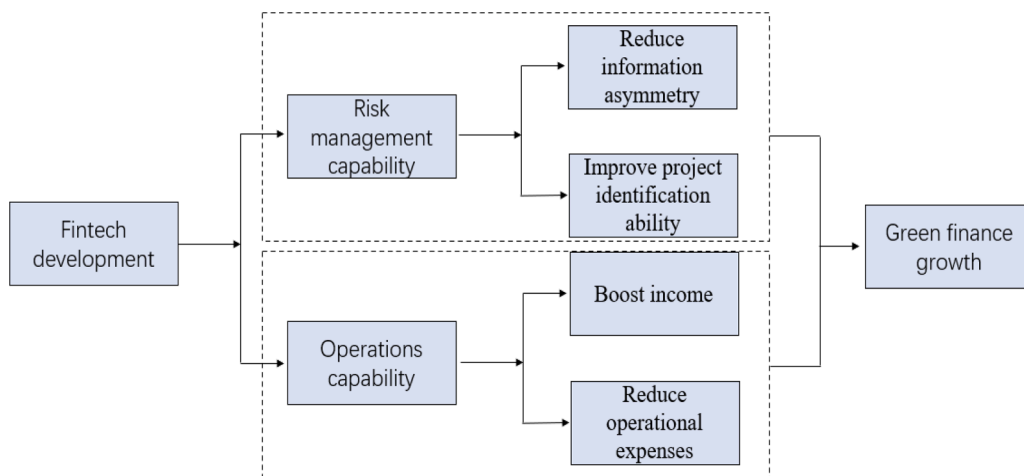 Fintech
development
Risk
management
capability
Reduce
information
asymmetry
Improve project
identification
ability
Operations
capability
Boost income
Reduce
operational
expenses
Green finance
growth